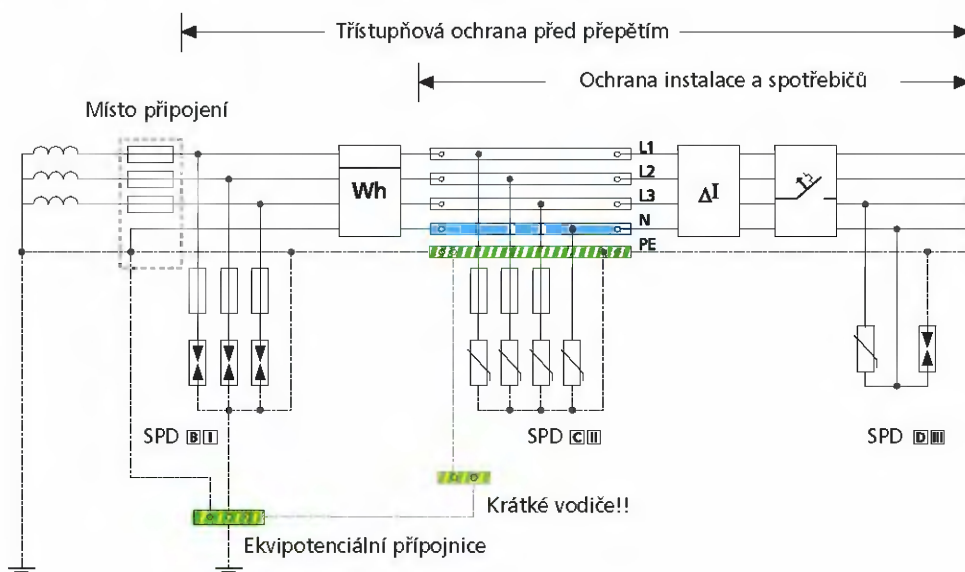 Třístupňová ochrana před přepětím
Ochrana instalace a spotřebičů
Místo připojení
L1
L2
L3
N
PE
Wh
ΔI
SPD B I
SPD C II
SPD D III
Krátké vodiče!!
Ekvipotenciální přípojnice